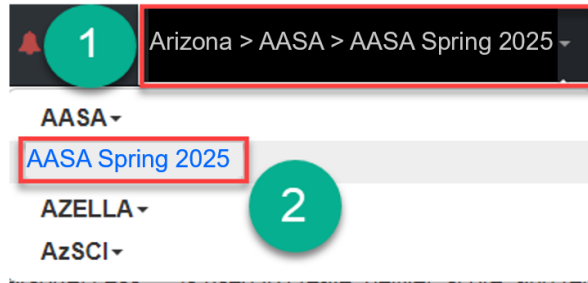 1
Arizona > AASA > AASA Spring 2025
AASA
AASA Spring 2025
2
AZELLA
AzSCI